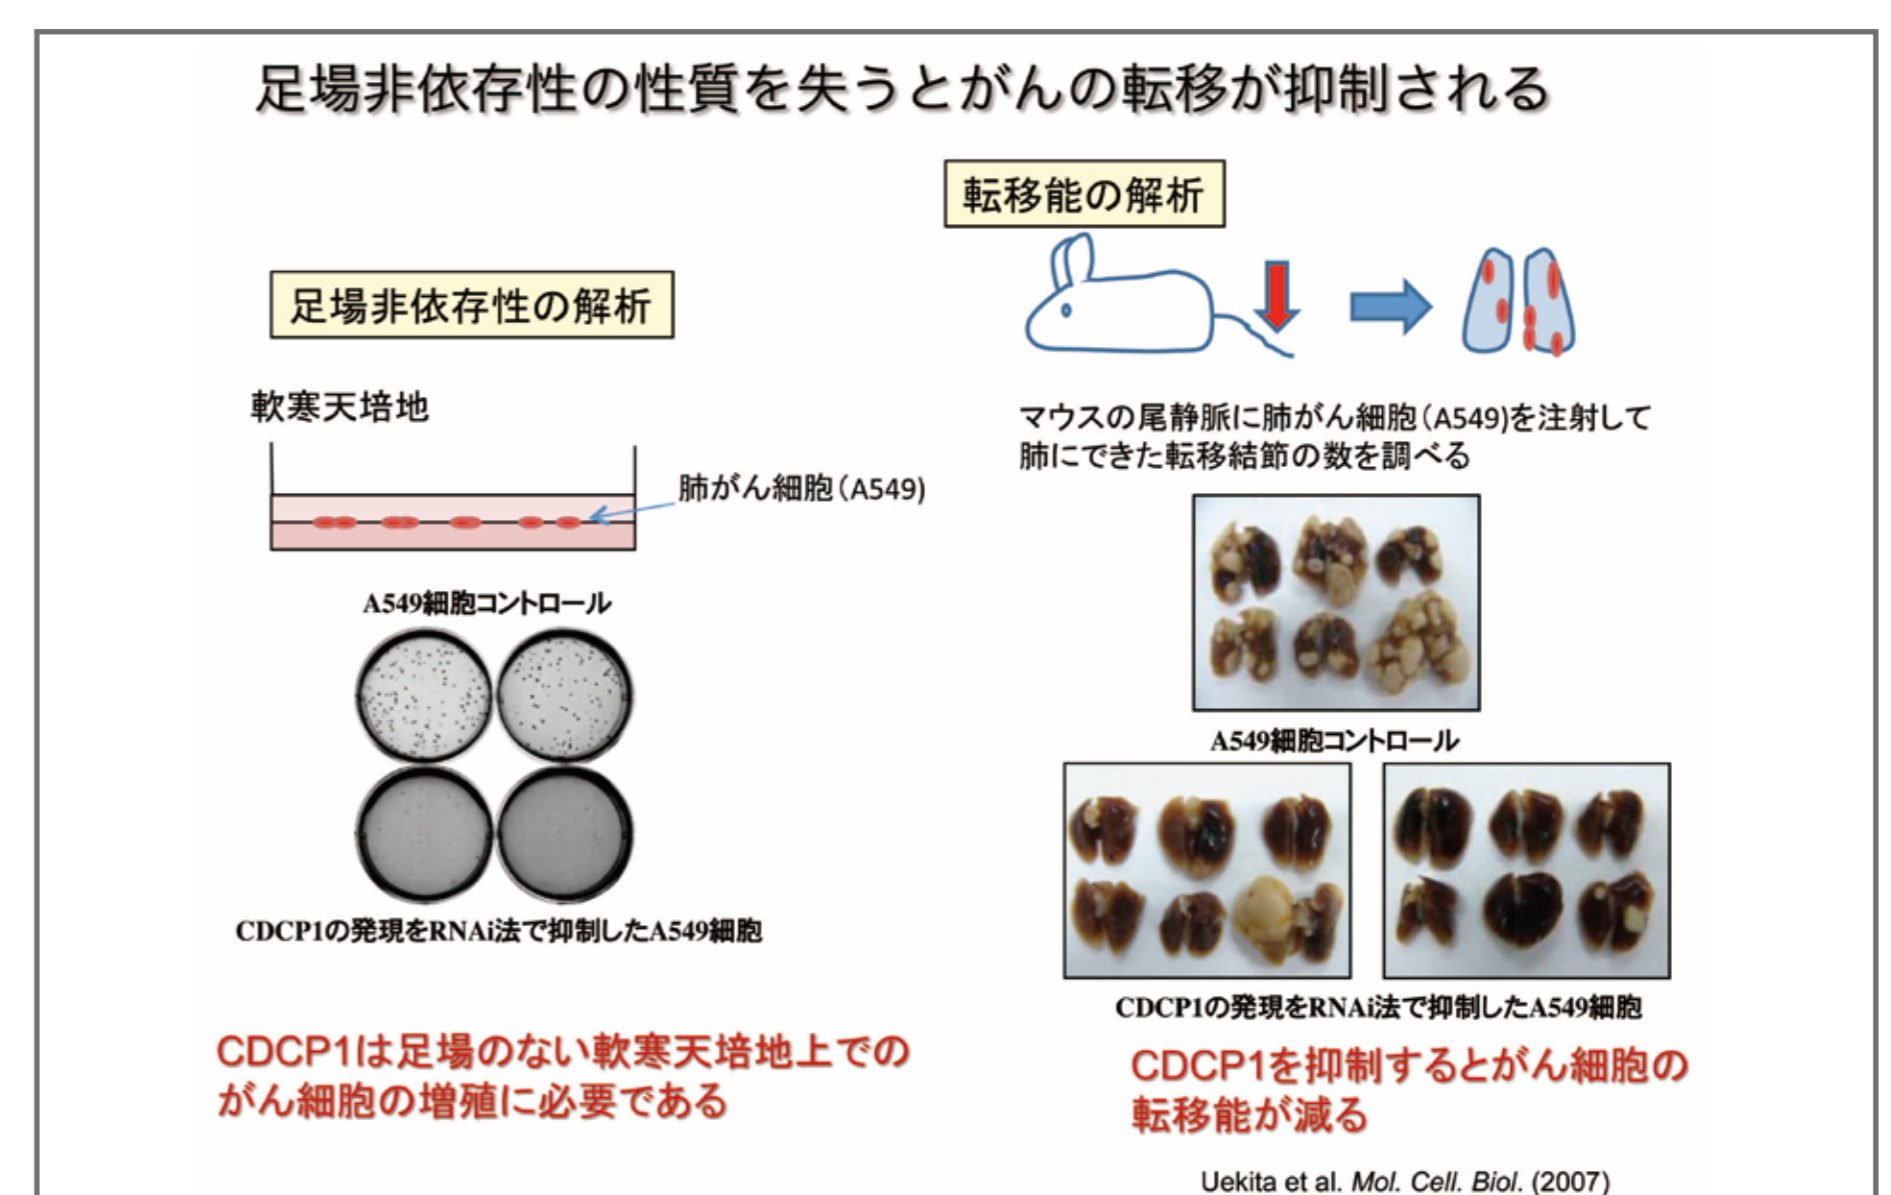 足場非依存性の性質を失うとがんの転移が抑制される
足場非依存性の解析
軟寒天培地
肺がん細胞（A549)
A549細胞コントロール
CDCP1の発現をRNAi法で抑制したA549細胞
CDCP1は足場のない軟寒天培地上での
がん細胞の増殖に必要である
転移能の解析
マウスの尾静脈に肺がん細胞（A549)を注射して
肺にできた転移結節の数を調べる
A549細胞コントロール
CDCP1の発現をRNAi法で抑制したA549細胞
CDCP1を抑制するとがん細胞の
転移能が減る
Uekita et al. Mol. Cell. Biol. (2007)